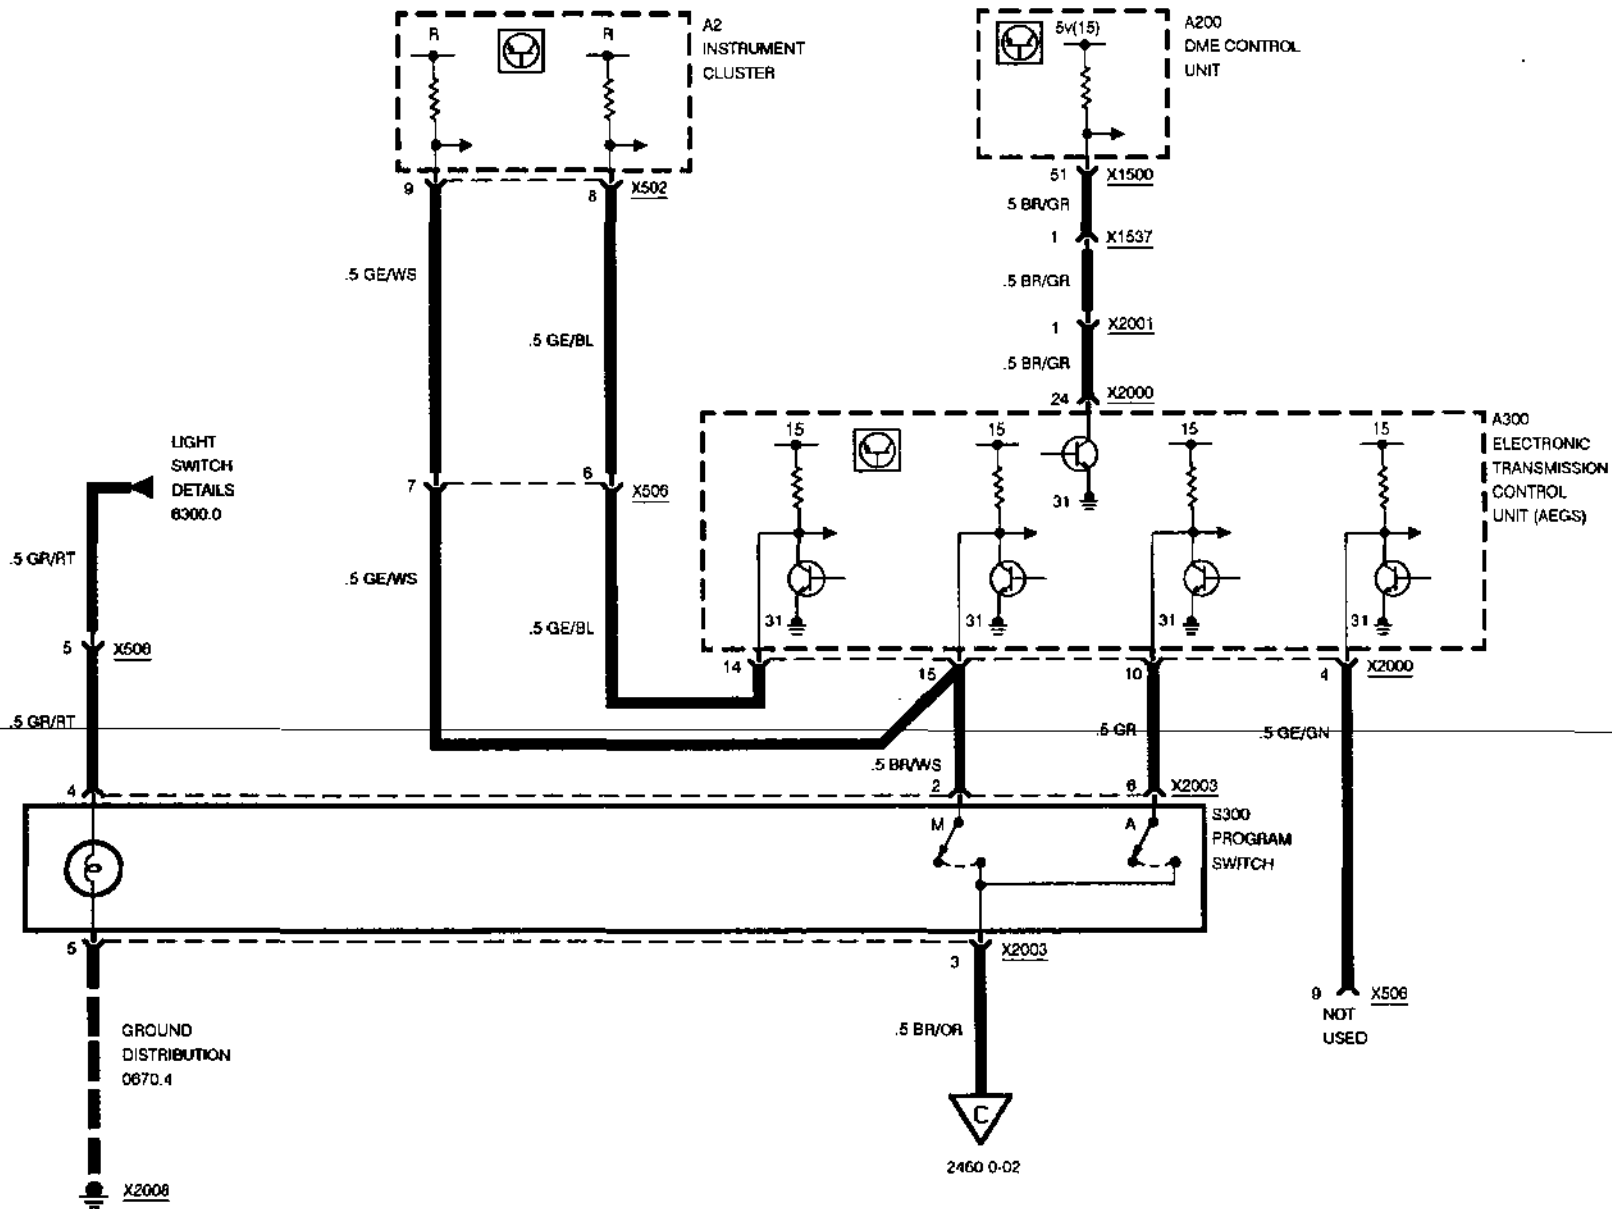 R
R
A2
INSTRUMENT
CLUSTER
5v(15)
A200
DME CONTROL
UNIT
9
8
X502
51
X1500
.5 GE/WS
.5 GE/BL
5 BR/GR
1
X1537
.5 BR/GR
1
X2001
.5 BR/GR
24
X2000
LIGHT
SWITCH
DETAILS
6300.0
7
6
X506
15
15
15
15
31
A300
ELECTRONIC
TRANSMISSION
CONTROL
UNIT (AEGS)
.5 GR/RT
.5 GE/WS
.5 GE/BL
31
31
31
31
5
X506
14
15
10
4
X2000
.5 GR/RT
.5 BR/WS
.5 GR
.5 GE/GN
4
2
6
X2003
M
A
S300
PROGRAM
SWITCH
5
3
X2003
9
X506
NOT
USED
GROUND
DISTRIBUTION
0670.4
.5 BR/OR
C
2460 0-02
X2008